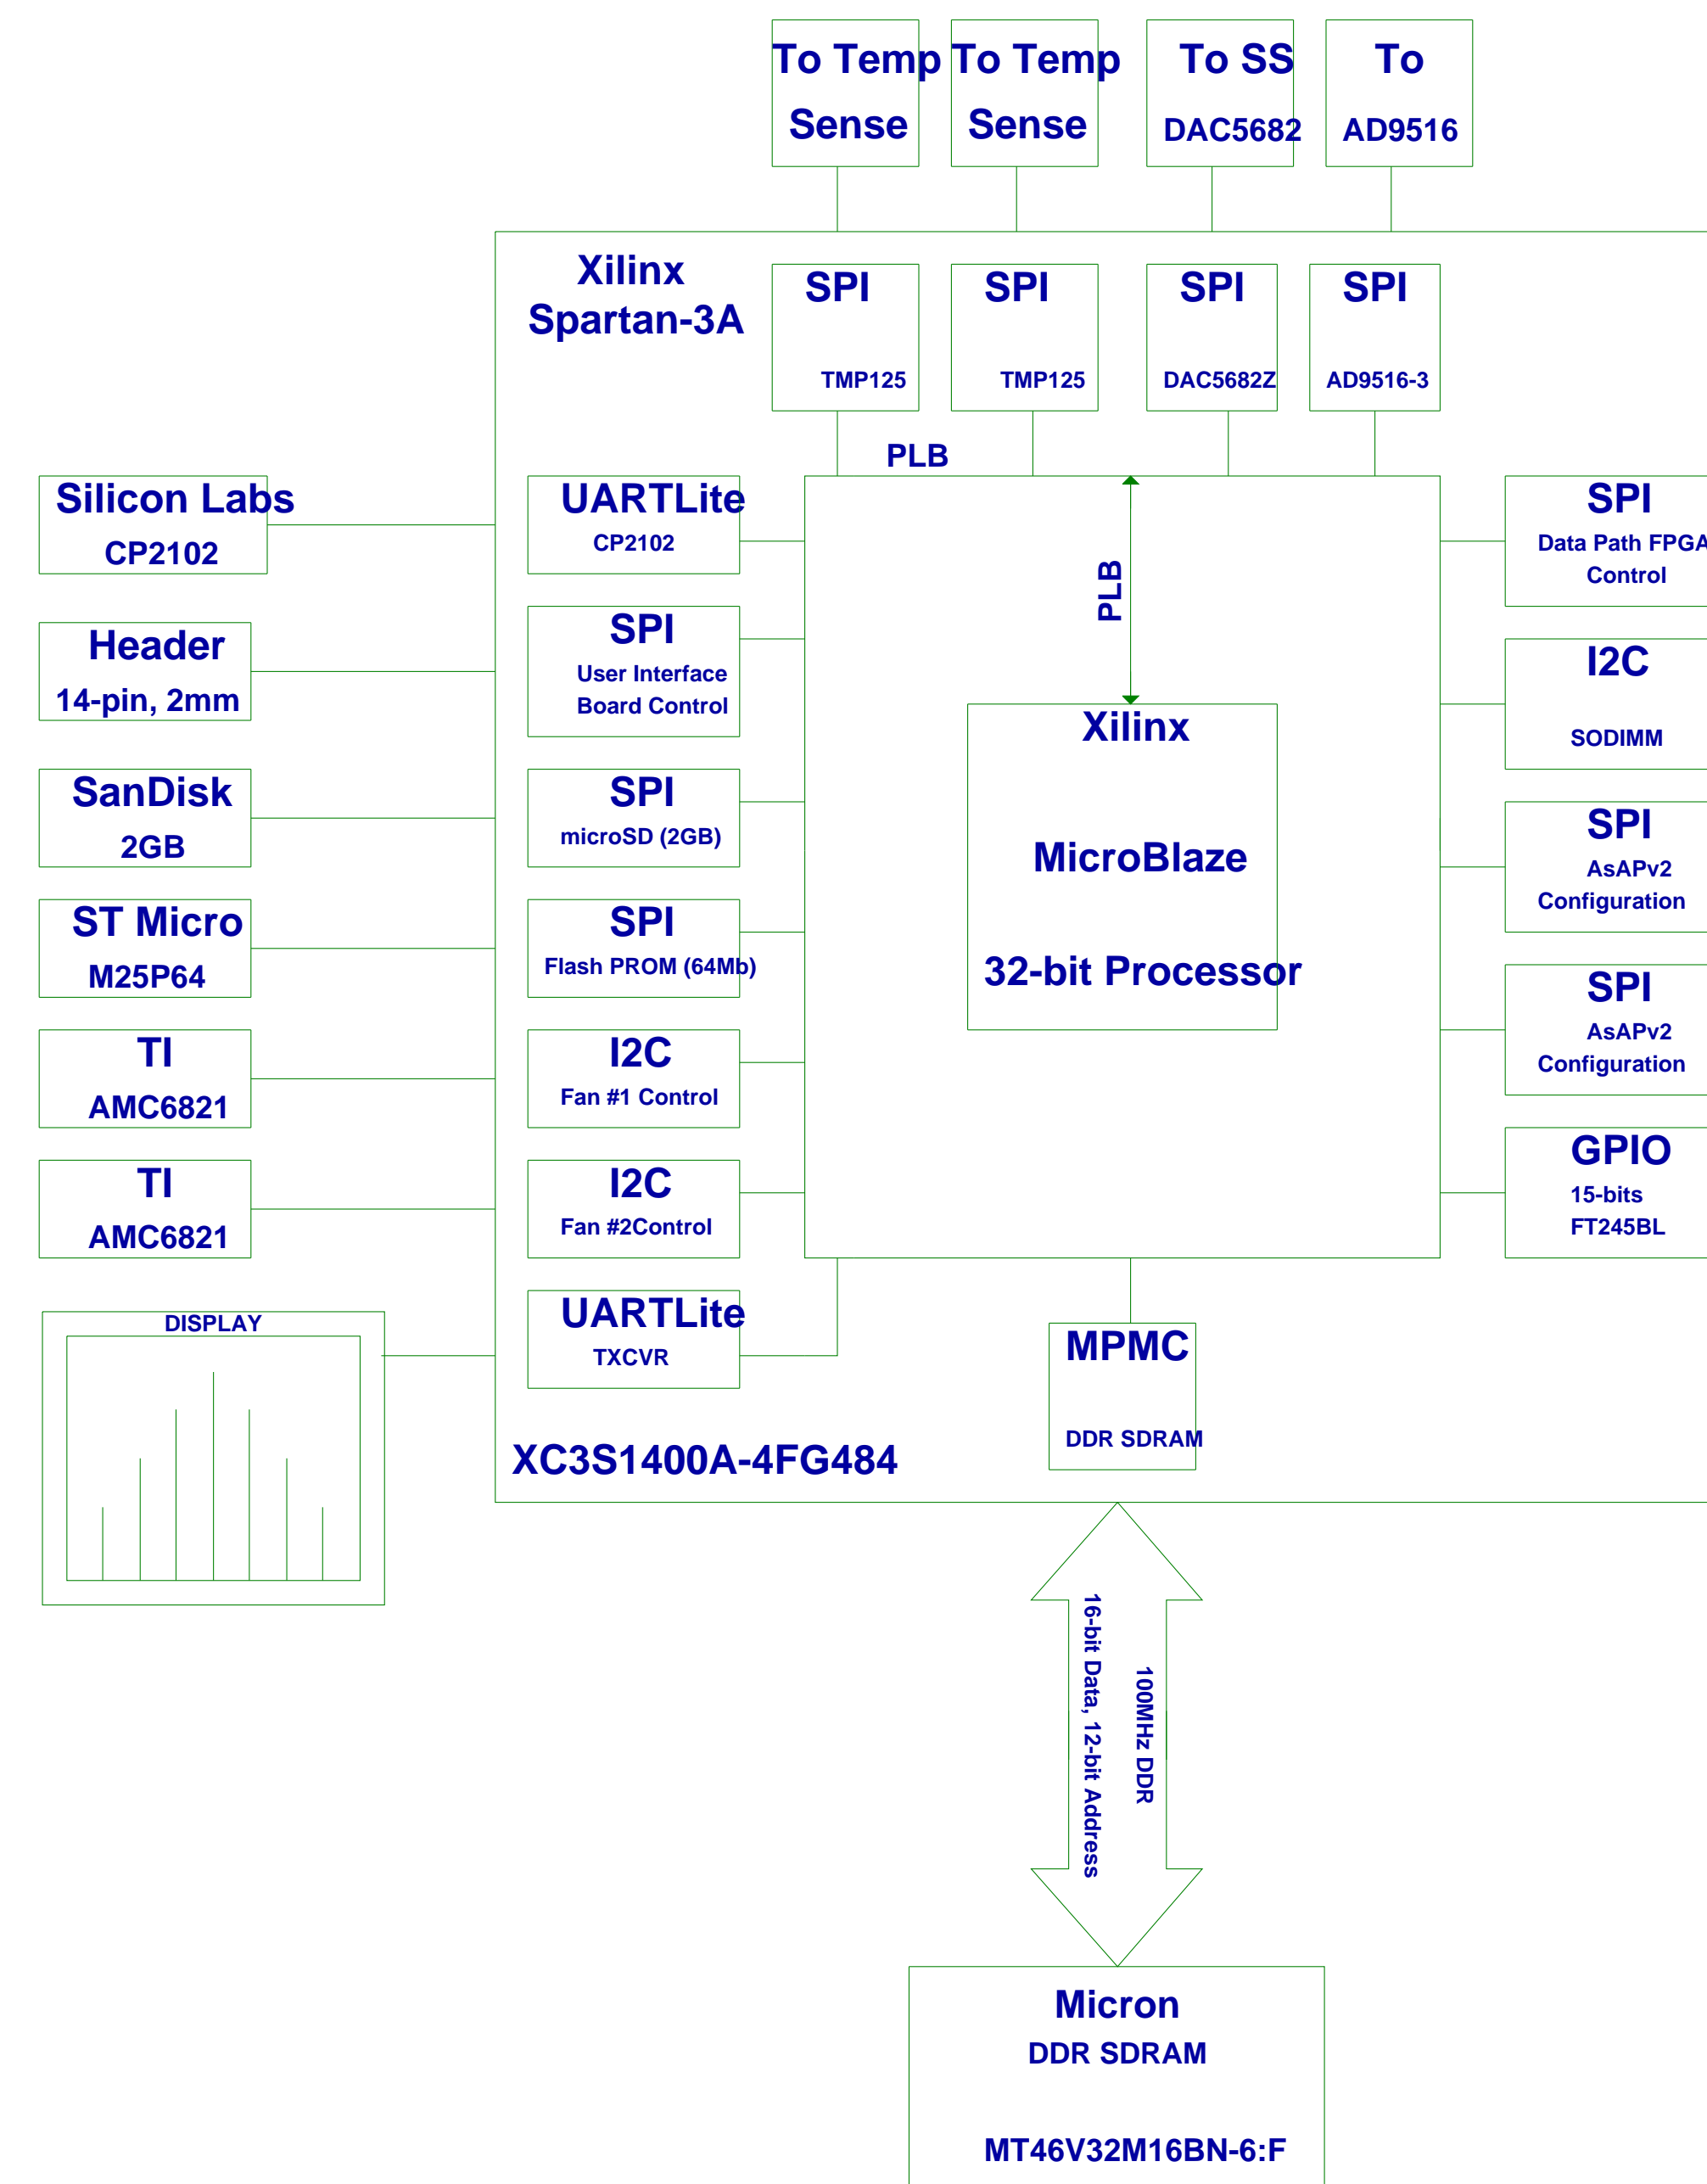 To Temp
Sense
To Temp
Sense
To SS
DAC5682
To
AD9516
Xilinx
Spartan-3A
SPI
TMP125
SPI
TMP125
SPI
DAC5682Z
SPI
AD9516-3
PLB
Silicon Labs
CP2102
UARTLite
CP2102
PLB
SPI
Data Path FPGA
Control
Header
14-pin, 2mm
SPI
User Interface
Board Control
I2C
SODIMM
Xilinx
MicroBlaze
32-bit Processor
SanDisk
2GB
SPI
microSD (2GB)
SPI
AsAPv2
Configuration
ST Micro
M25P64
SPI
Flash PROM (64Mb)
SPI
AsAPv2
Configuration
TI
AMC6821
I2C
Fan #1 Control
GPIO
15-bits
FT245BL
TI
AMC6821
I2C
Fan #2Control
DISPLAY
UARTLite
TXCVR
MPMC
DDR SDRAM
XC3S1400A-4FG484
16-bit Data, 12-bit Address
100MHz DDR
Micron
DDR SDRAM
MT46V32M16BN-6:F